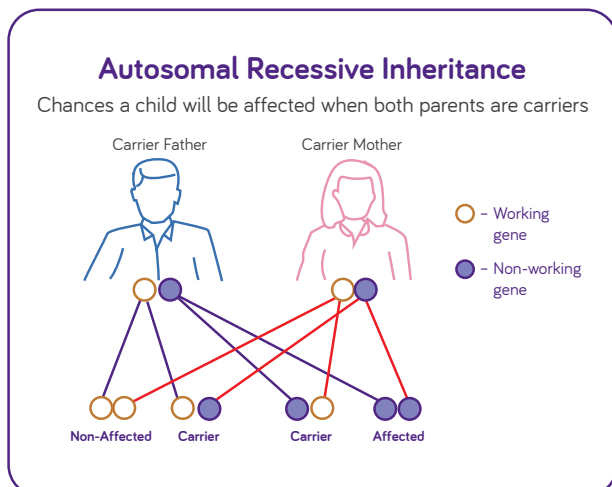 Autosomal Recessive Inheritance
Chances a child will be affected when both parents are carriers
Carrier Father
Carrier Mother
– Working
gene
– Non-working
gene
Non-Affected
Carrier
Carrier
Affected